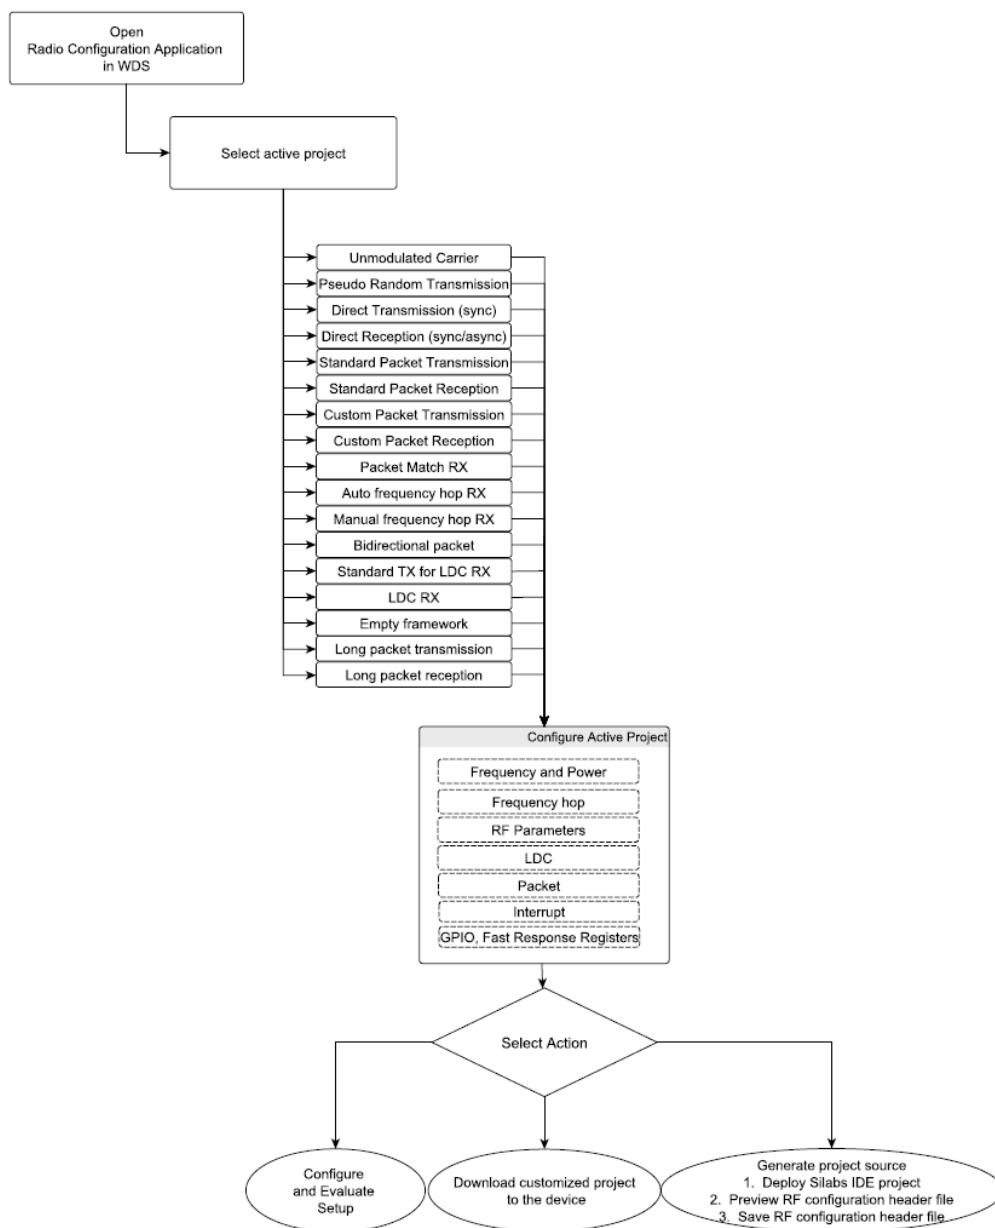 Open
Radio Configuration Application
in WDS
Select active project
Unmodulated Carrier
Pseudo Random Transmission
Direct Transmission (sync)
Direct Reception (sync/async)
Standard Packet Transmission
Standard Packet Reception
Custom Packet Transmission
Custom Packet Reception
Packet Match RX
Auto frequency hop RX
Manual frequency hop RX
Bidirectional packet
Standard TX for LDC RX
LDC RX
Empty framework
Long packet transmission
Long packet reception
Configure Active Project
Frequency and Power
Frequency hop
RF Parameters
LDC
Packet
Interrupt
GPIO, Fast Response Registers
Select Action
Configure
and Evaluate
Setup
Download customized project
to the device
Generate project source
1. Deploy Silabs IDE project
2. Preview RF configuration header file
3. Save RF configuration header file